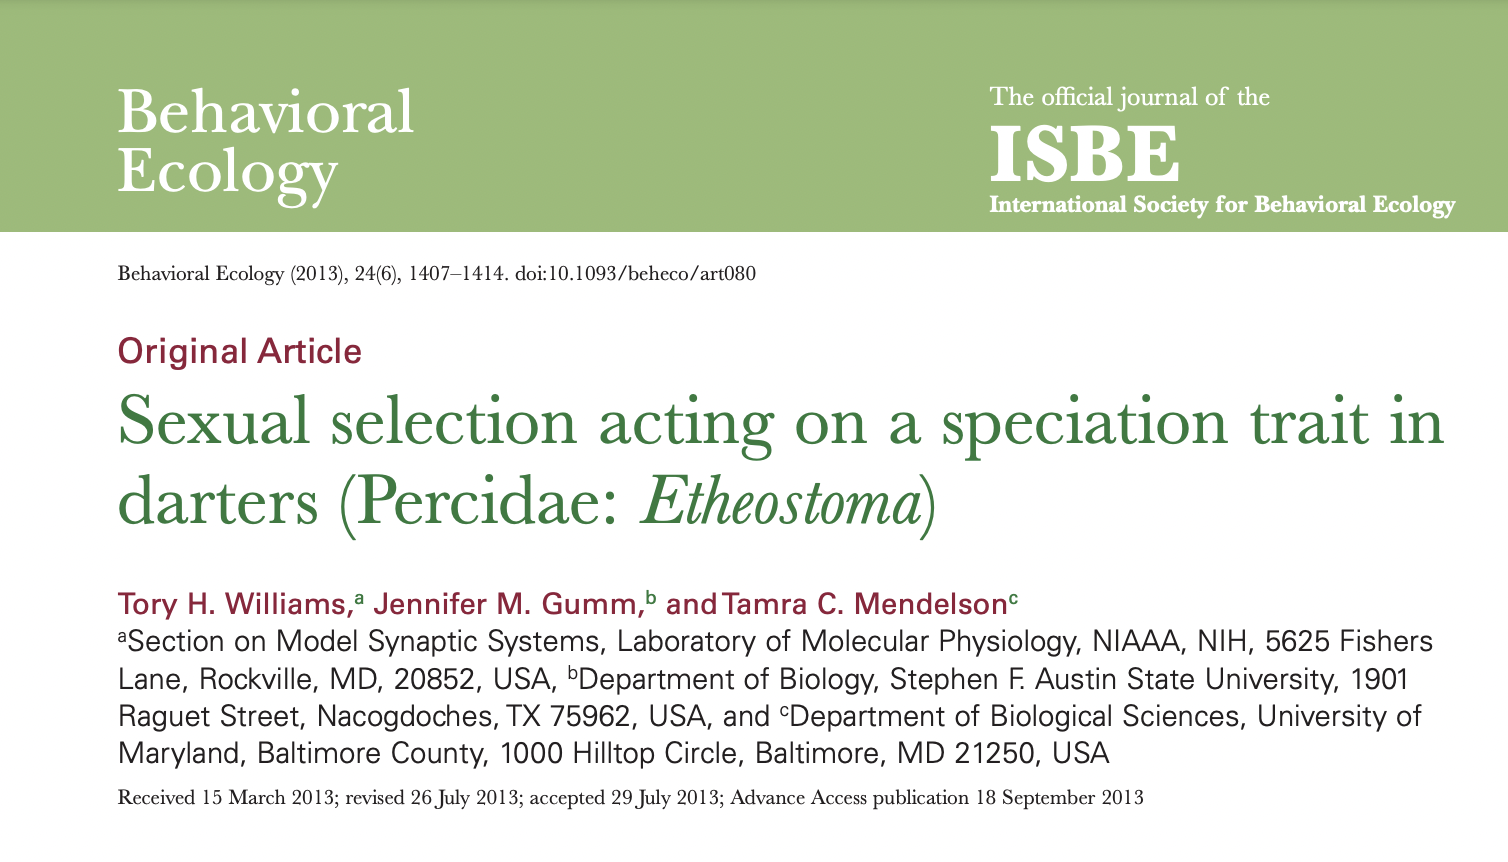 Behavioral
Ecology
The official journal of the
ISBE
International Society for Behavioral Ecology
Behavioral Ecology (2013), 24(6), 1407–1414. doi:10.1093/beheco/art080
Original Article
Sexual selection acting on a speciation trait in
darters (Percidae: Etheostoma)
Tory H. Williams,a Jennifer M. Gumm,b and Tamra C. Mendelsonc
aSection on Model Synaptic Systems, Laboratory of Molecular Physiology, NIAAA, NIH, 5625 Fishers
Lane, Rockville, MD, 20852, USA, bDepartment of Biology, Stephen F. Austin State University, 1901
Raguet Street, Nacogdoches, TX 75962, USA, and cDepartment of Biological Sciences, University of
Maryland, Baltimore County, 1000 Hilltop Circle, Baltimore, MD 21250, USA
Received 15 March 2013; revised 26 July 2013; accepted 29 July 2013; Advance Access publication 18 September 2013